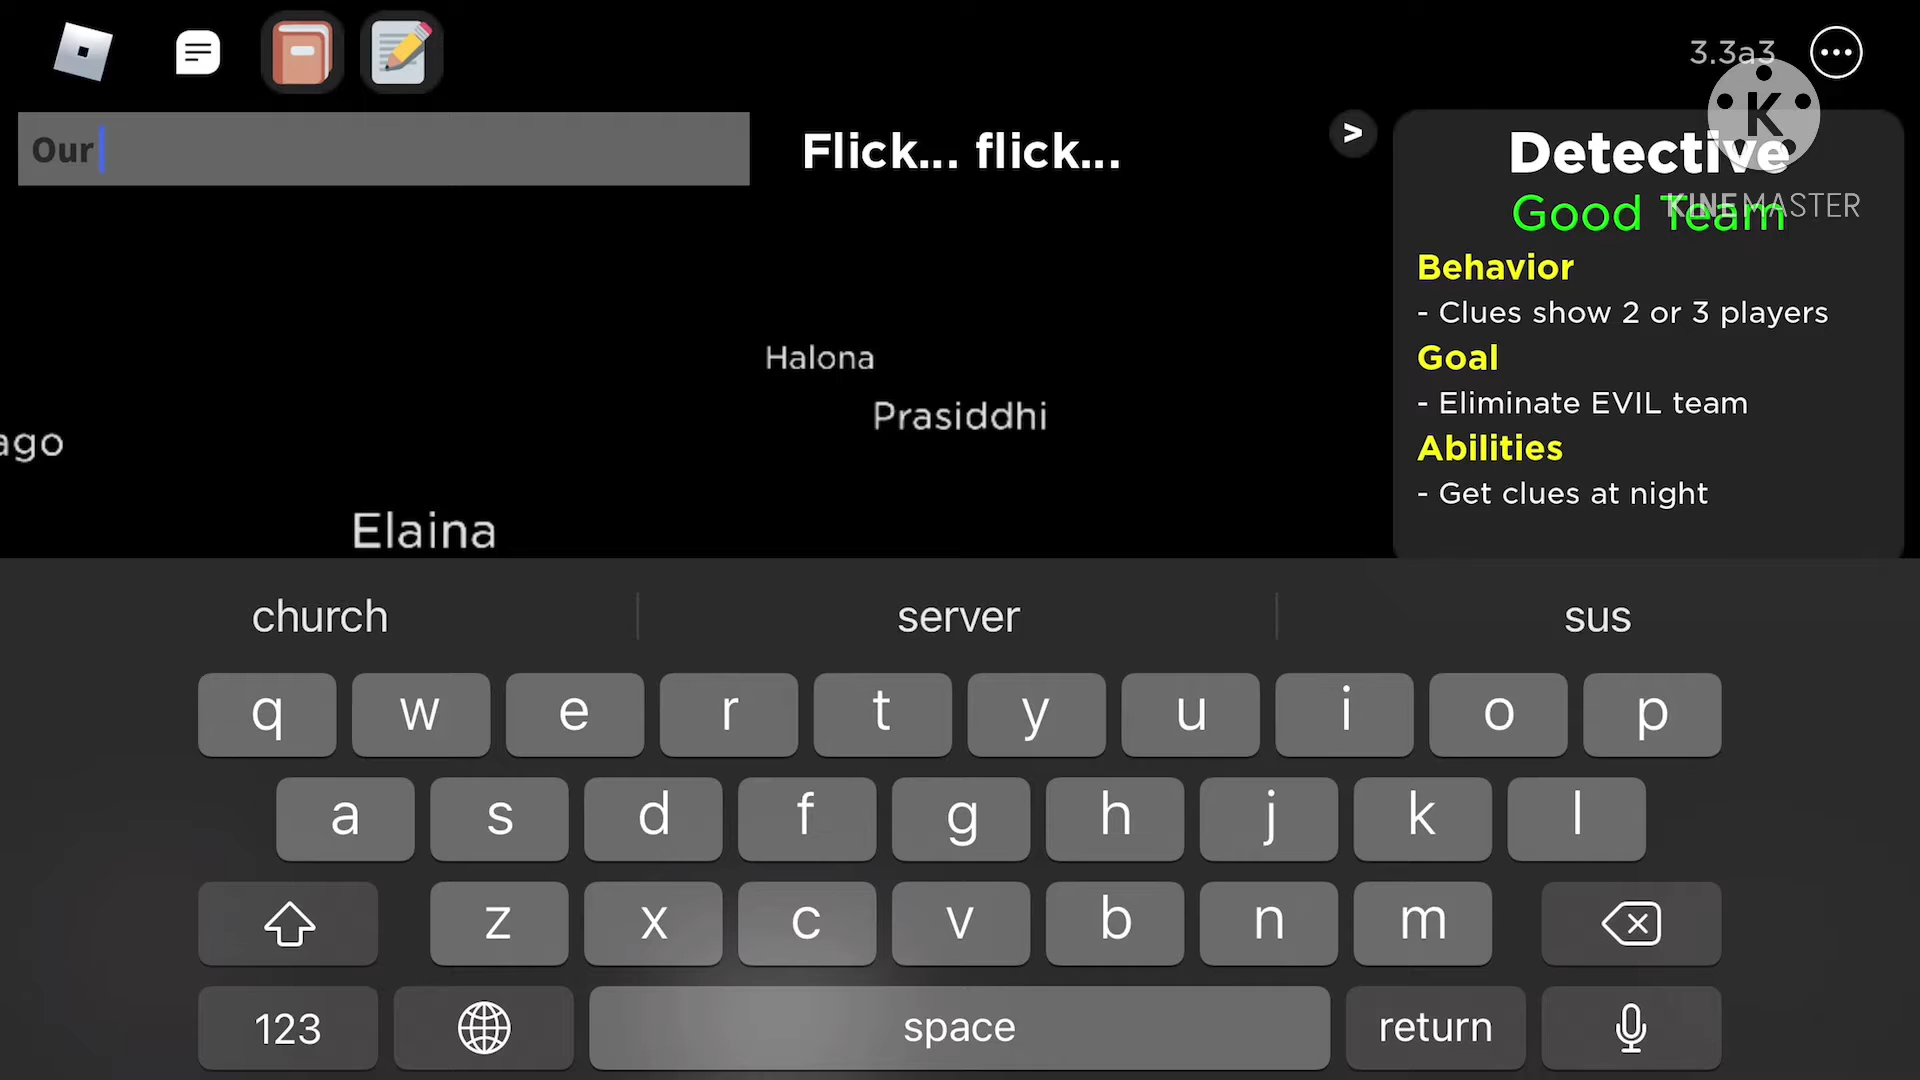 3.3a3
K
KINEMASTER
Our
Flick... flick...
>
Detective
Good Team
Behavior
- Clues show 2 or 3 players
Goal
- Eliminate EVIL team
Abilities
- Get clues at night
Halona
Prasiddhi
ago
Elaina
church server sus
q w e r t y u i o p
a s d f g h j k l
z x c v b n m
123 space return